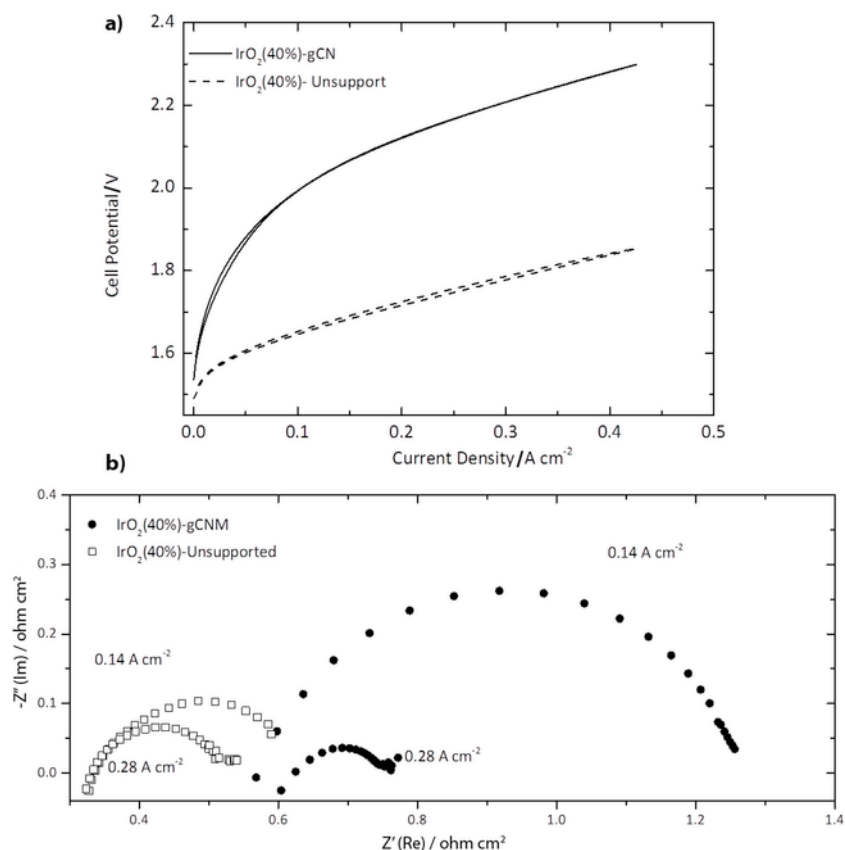 a)
IrO₂(40%)-gCN
IrO₂(40%)- Unsupport
2.2
2.0
1.8
1.6
Cell Potential/V
0.0 0.1 0.2 0.3 0.4 0.5
Current Density/A cm⁻²
b)
0.4
0.3
0.2
0.1
0.0
-Z''(Im) / ohm cm²
IrO₂(40%)-gCNM
IrO₂(40%)-Unsupported
0.14 A cm⁻²
0.14 A cm⁻²
0.28 A cm⁻²
0.28 A cm⁻²
0.4 0.6 0.8 1.0 1.2 1.4
Z'(Re) / ohm cm²